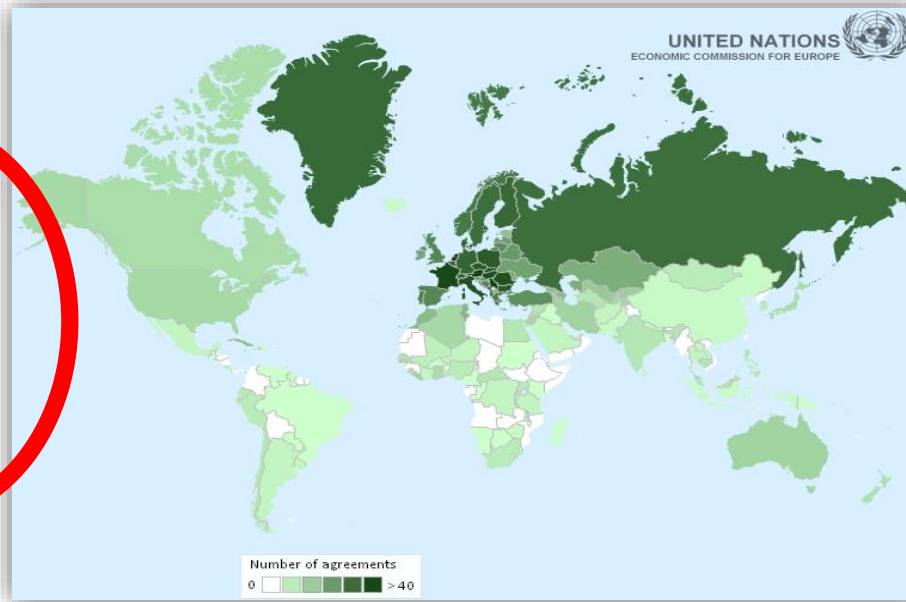 UNITED NATIONS
ECONOMIC COMMISSION FOR EUROPE
Number of agreements
0 >40